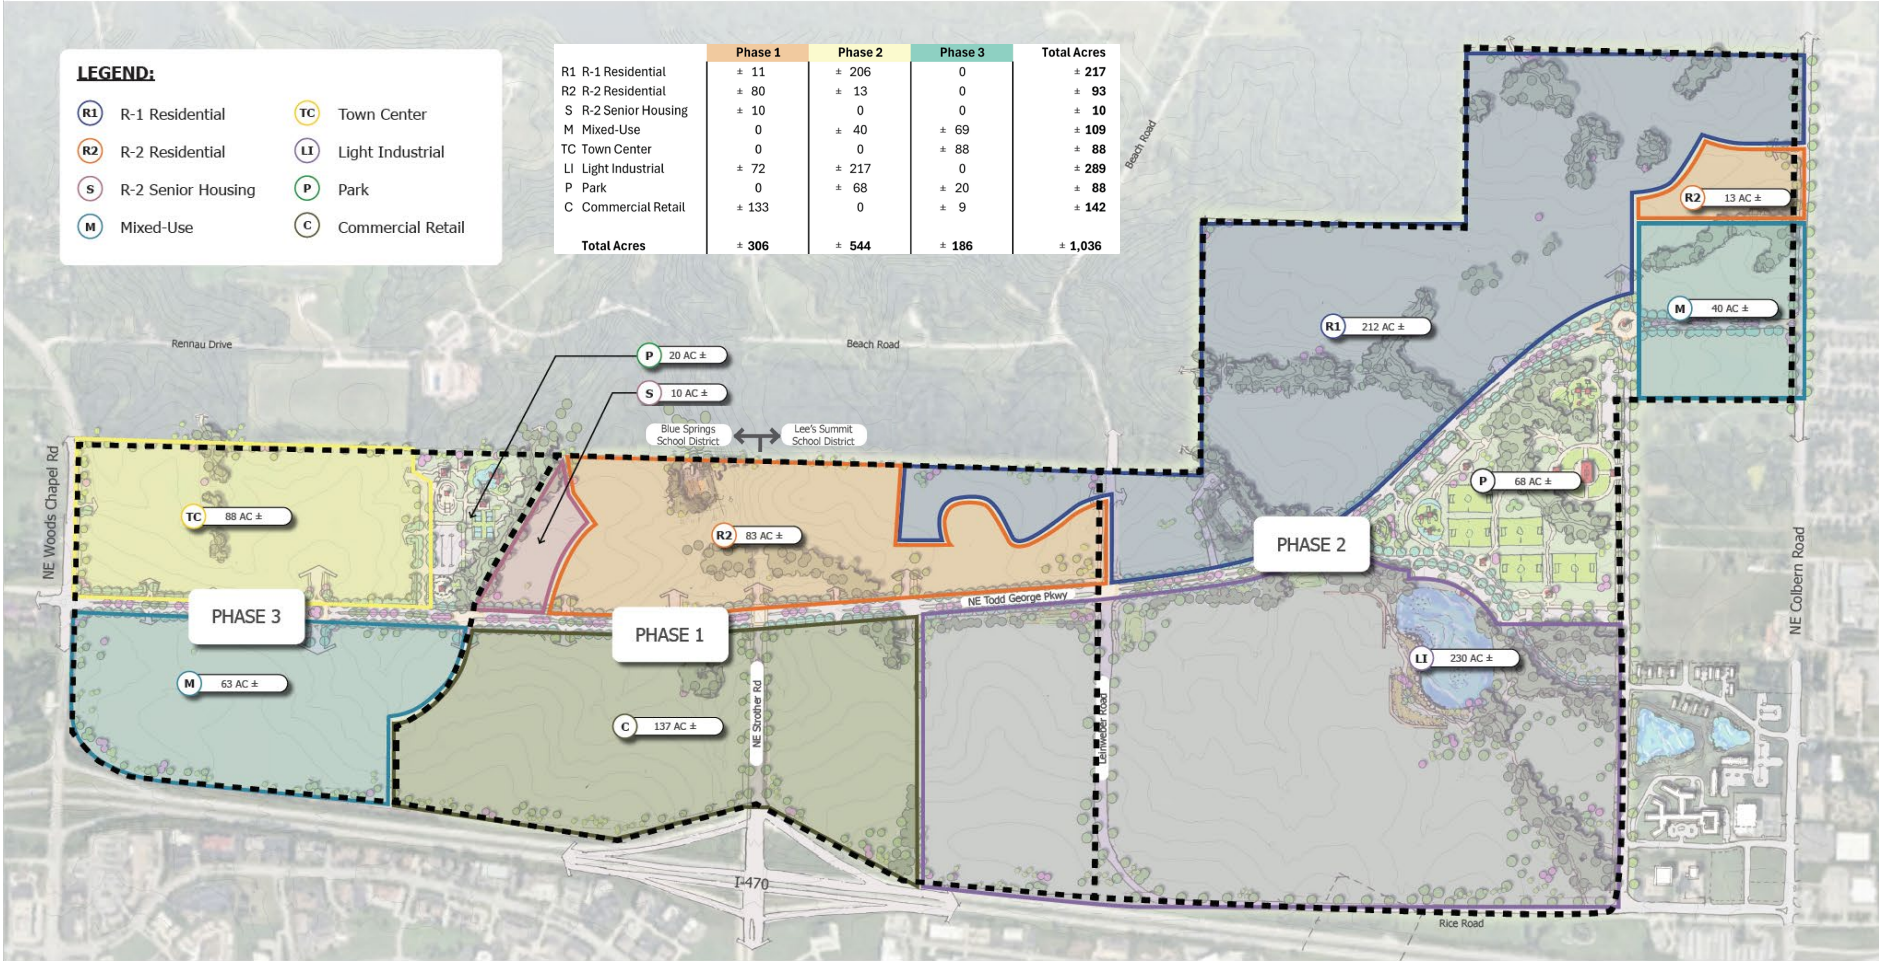 LEGEND:
R1 R-1 Residential
R2 R-2 Residential
S R-2 Senior Housing
M Mixed-Use
TC Town Center
LI Light Industrial
P Park
C Commercial Retail
Phase 1 Phase 2 Phase 3 Total Acres
R1 R-1 Residential ± 11 ± 206 0 ± 217
R2 R-2 Residential ± 80 ± 13 0 ± 93
S R-2 Senior Housing ± 10 0 0 ± 10
M Mixed-Use 0 ± 40 ± 69 ± 109
TC Town Center 0 0 ± 88 ± 88
LI Light Industrial ± 72 ± 217 0 ± 289
P Park 0 ± 68 ± 20 ± 88
C Commercial Retail ± 133 0 ± 9 ± 142
Total Acres ± 306 ± 544 ± 186 ± 1,036
Beach Road
R2 13 AC ±
M 40 AC ±
R1 212 AC ±
Rennau Drive
Beach Road
P 20 AC ±
S 10 AC ±
Blue Springs
School District
Lee's Summit
School District
NE Woods Chapel Rd
TC 88 AC ±
R2 83 AC ±
P 68 AC ±
PHASE 2
NE Colbern Road
NE Todd George Pkwy
PHASE 3
PHASE 1
M 63 AC ±
LI 230 AC ±
C 137 AC ±
NE Strother Rd
Leinweber Road
I-470
Rice Road